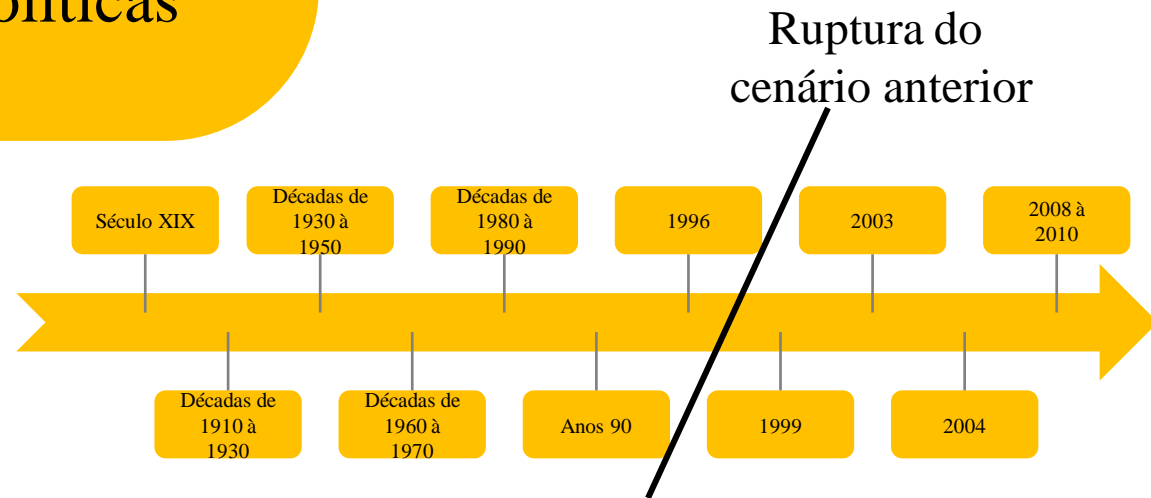 Ruptura do
cenário anterior
Século XIX
Décadas de
1930 à
1950
Décadas de
1980 à
1990
1996
2003
2008 à
2010
Décadas de
1910 à
1930
Décadas de
1960 à
1970
Anos 90
1999
2004